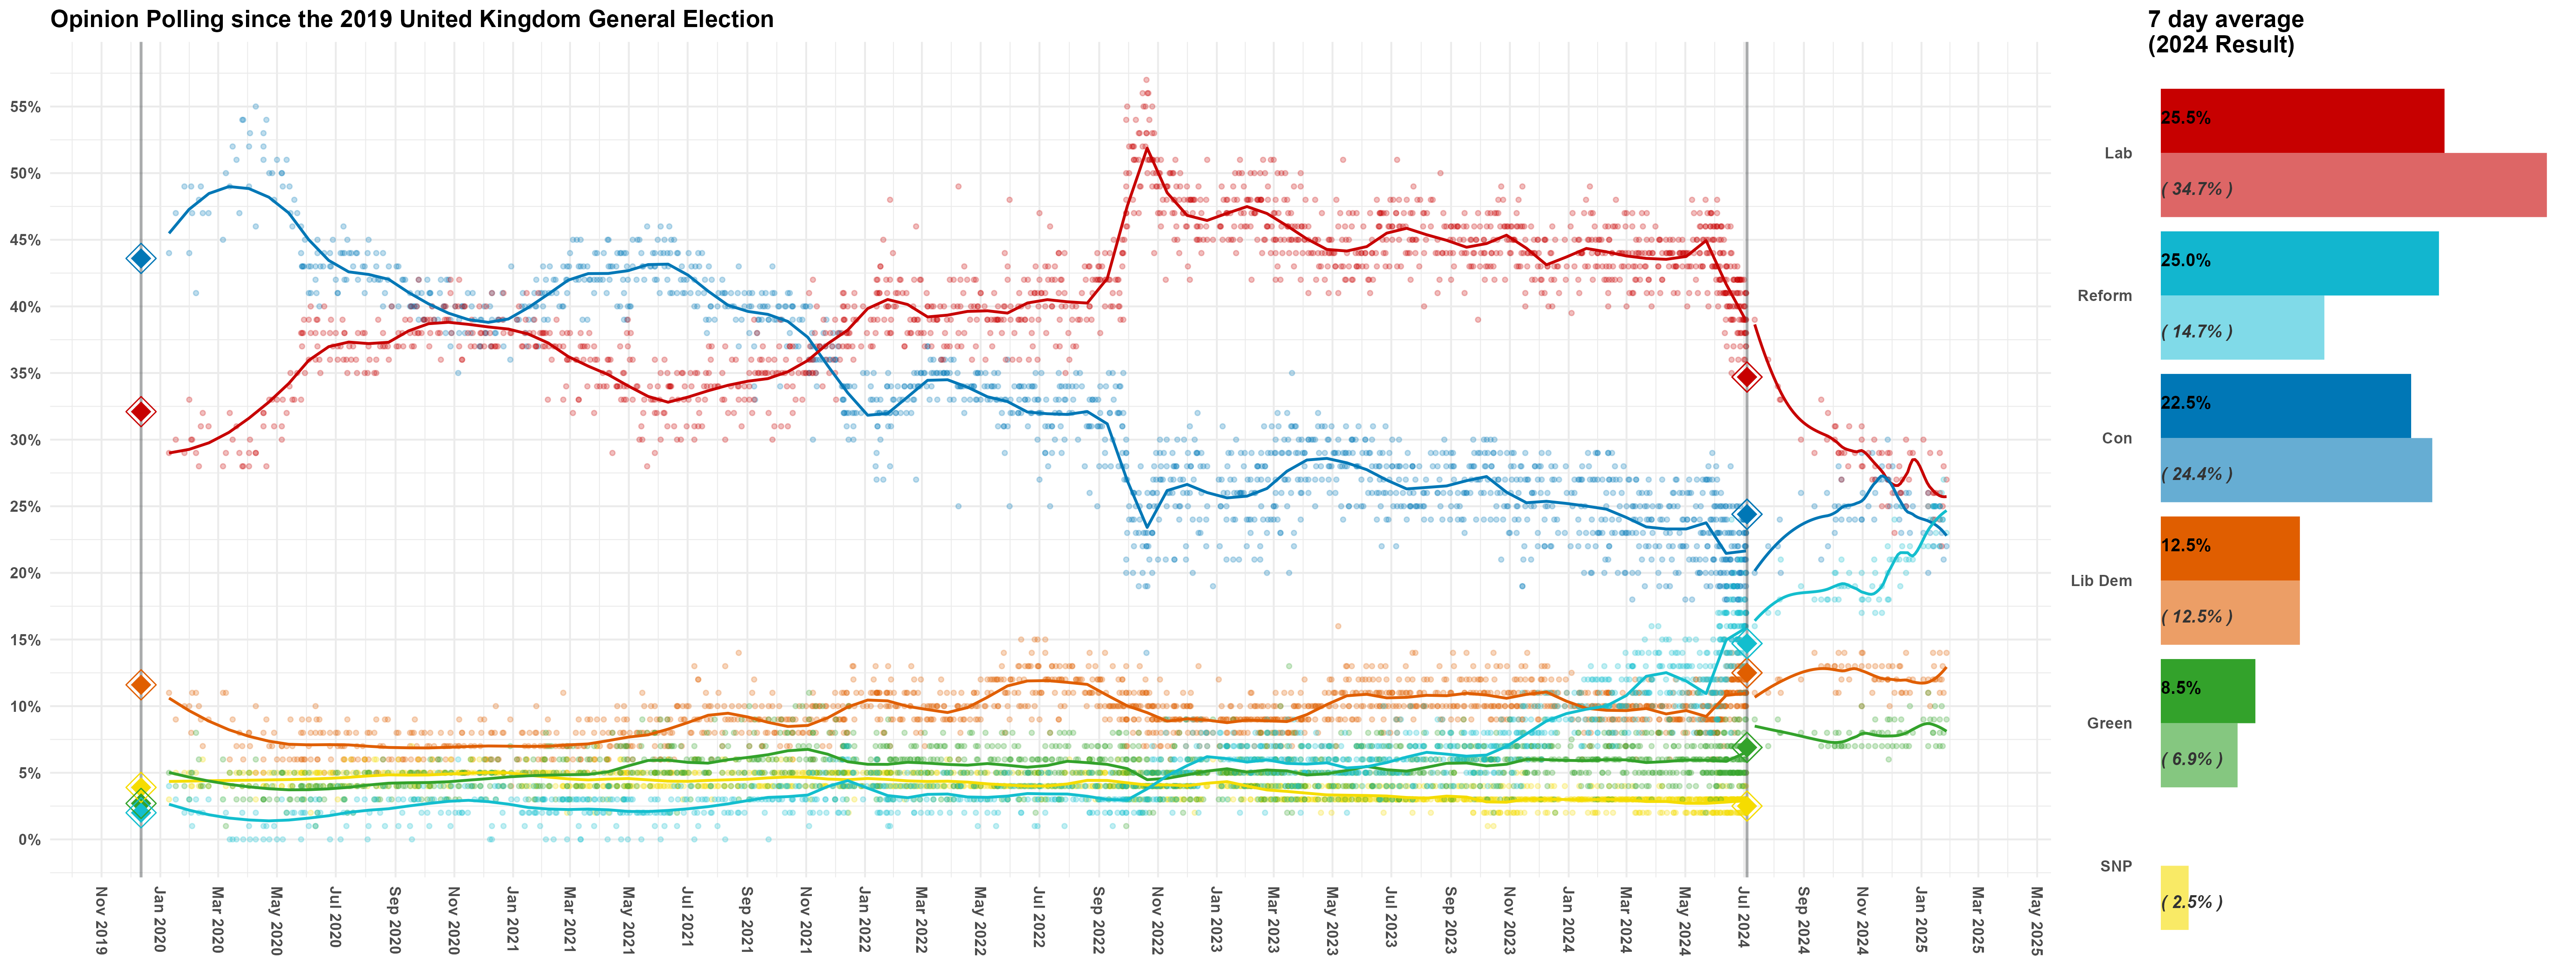 Opinion Polling since the 2019 United Kingdom General Election
55%
50%
45%
40%
35%
30%
25%
20%
15%
10%
5%
0%
Nov 2019
Jan 2020
Mar 2020
May 2020
Jul 2020
Sep 2020
Nov 2020
Jan 2021
Mar 2021
May 2021
Jul 2021
Sep 2021
Nov 2021
Jan 2022
Mar 2022
May 2022
Jul 2022
Sep 2022
Nov 2022
Jan 2023
Mar 2023
May 2023
Jul 2023
Sep 2023
Nov 2023
Jan 2024
Mar 2024
May 2024
Jul 2024
Sep 2024
Nov 2024
Jan 2025
Mar 2025
May 2025
7 day average
(2024 Result)
Lab
25.5%
( 34.7% )
Reform
25.0%
( 14.7% )
Con
22.5%
( 24.4% )
Lib Dem
12.5%
( 12.5% )
Green
8.5%
( 6.9% )
SNP
( 2.5% )